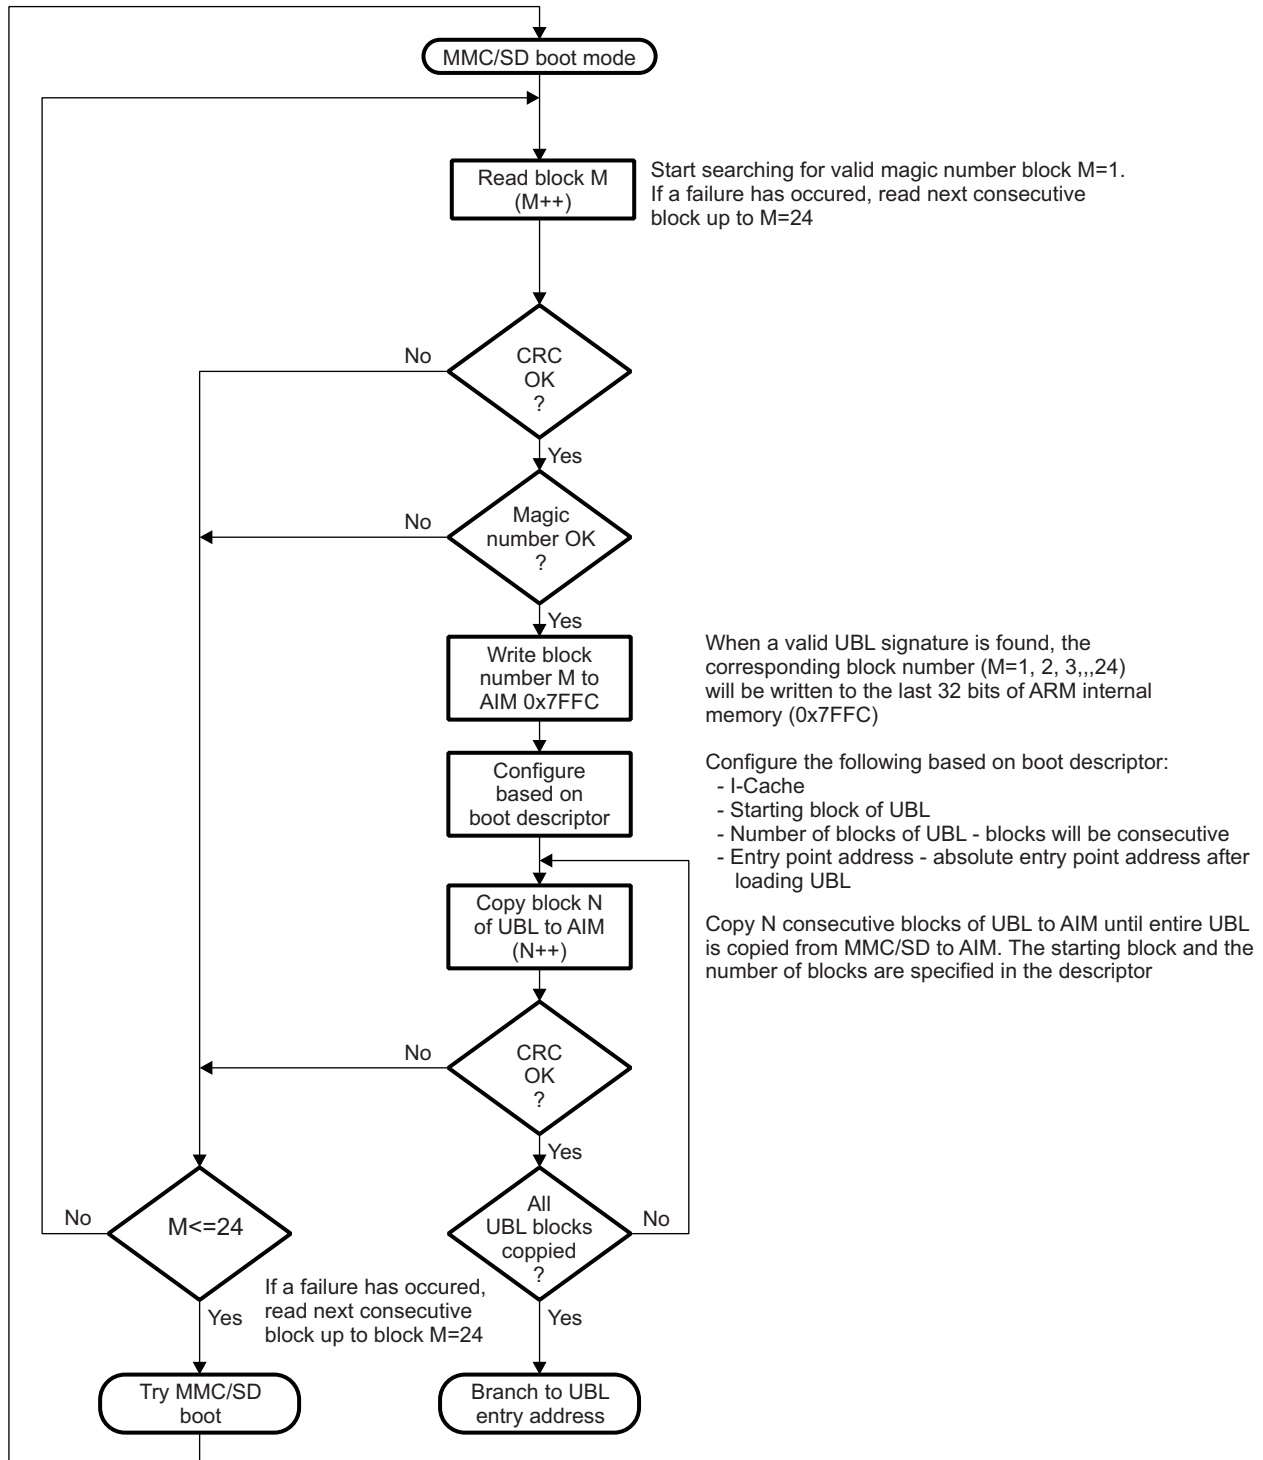 MMC/SD boot mode
Read block M
(M++)
Start searching for valid magic number block M=1.
If a failure has occured, read next consecutive
block up to M=24
CRC
OK
?
No
Yes
Magic
number OK
?
No
Yes
Write block
number M to
AIM 0x7FFC
When a valid UBL signature is found, the
corresponding block number (M=1, 2, 3,,,24)
will be written to the last 32 bits of ARM internal
memory (0x7FFC)
Configure
based on
boot descriptor
Configure the following based on boot descriptor:
- I-Cache
- Starting block of UBL
- Number of blocks of UBL - blocks will be consecutive
- Entry point address - absolute entry point address after
loading UBL
Copy block N
of UBL to AIM
(N++)
Copy N consecutive blocks of UBL to AIM until entire UBL
is copied from MMC/SD to AIM. The starting block and the
number of blocks are specified in the descriptor
CRC
OK
?
No
Yes
All
UBL blocks
coppied
?
No
Yes
M<=24
No
Yes
If a failure has occured,
read next consecutive
block up to block M=24
Try MMC/SD
boot
Branch to UBL
entry address